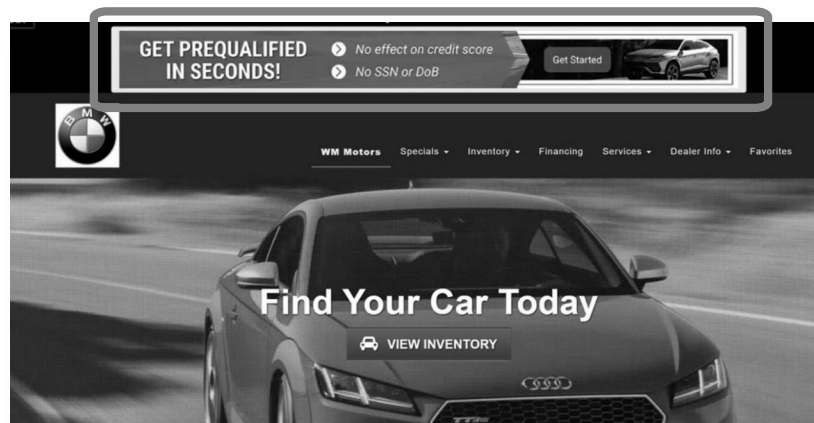 GET PREQUALIFIED
IN SECONDS!
No effect on credit score
No SSN or DoB
Get Started
BMW
WM Motors Specials Inventory Financing Services Dealer Info Favorites
Find Your Car Today
VIEW INVENTORY